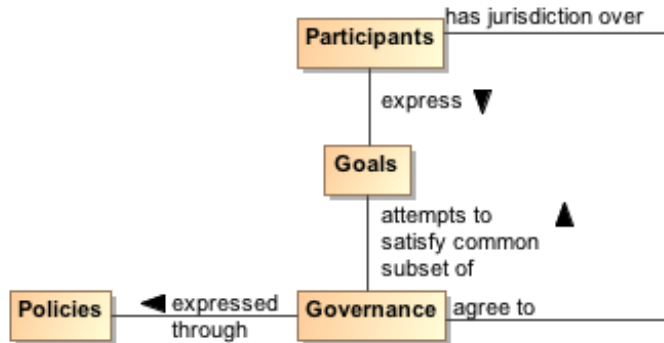 Participants
has jurisdiction over
express
Goals
attempts to
satisfy common
subset of
Policies
expressed
through
Governance
agree to